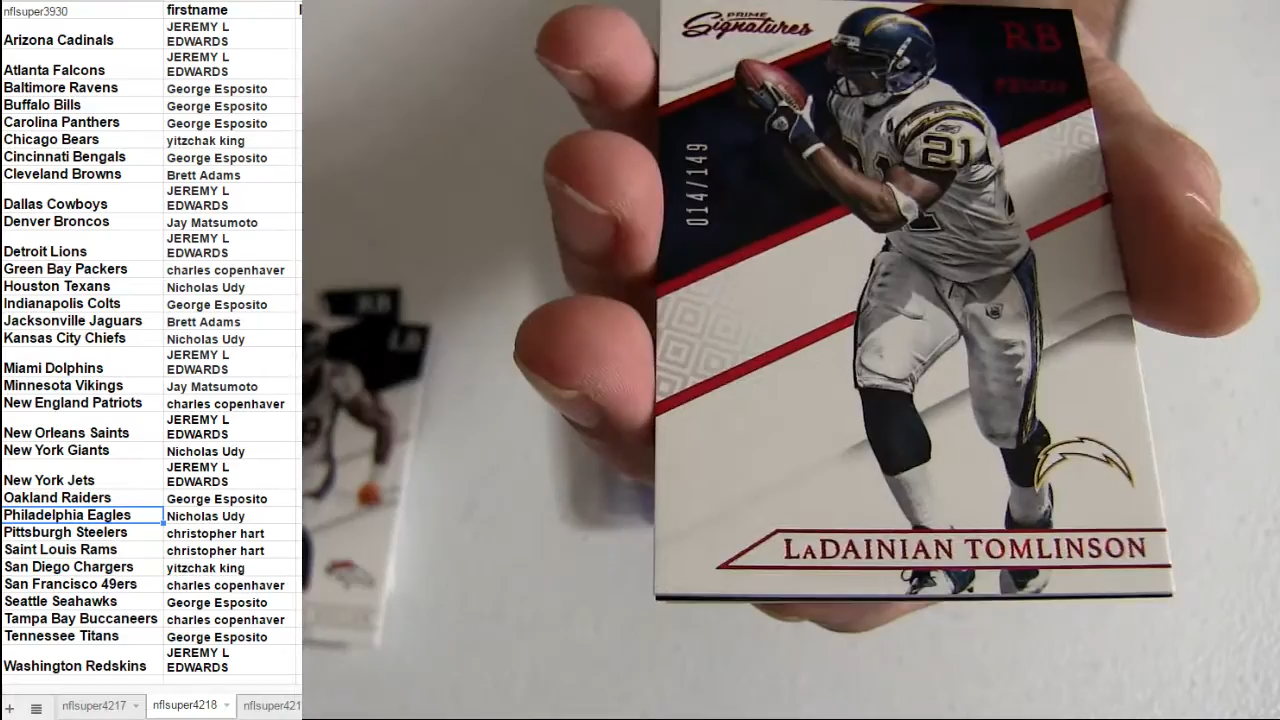 nflsuper3930 firstname
Arizona Cadinals JEREMY L EDWARDS
Atlanta Falcons JEREMY L EDWARDS
Baltimore Ravens George Esposito
Buffalo Bills George Esposito
Carolina Panthers George Esposito
Chicago Bears yitzchak king
Cincinnati Bengals George Esposito
Cleveland Browns Brett Adams
Dallas Cowboys JEREMY L EDWARDS
Denver Broncos Jay Matsumoto
Detroit Lions JEREMY L EDWARDS
Green Bay Packers charles copenhaver
Houston Texans Nicholas Udy
Indianapolis Colts George Esposito
Jacksonville Jaguars Brett Adams
Kansas City Chiefs Nicholas Udy
Miami Dolphins JEREMY L EDWARDS
Minnesota Vikings Jay Matsumoto
New England Patriots charles copenhaver
New Orleans Saints JEREMY L EDWARDS
New York Giants Nicholas Udy
New York Jets JEREMY L EDWARDS
Oakland Raiders George Esposito
Philadelphia Eagles Nicholas Udy
Pittsburgh Steelers christopher hart
Saint Louis Rams christopher hart
San Diego Chargers yitzchak king
San Francisco 49ers charles copenhaver
Seattle Seahawks George Esposito
Tampa Bay Buccaneers charles copenhaver
Tennessee Titans George Esposito
Washington Redskins JEREMY L EDWARDS
nflsuper4217 nflsuper4218 nflsuper421
PRIME
Signatures
RB
PROOF
014/149
21
LADAINIAN TOMLINSON
RB
LB